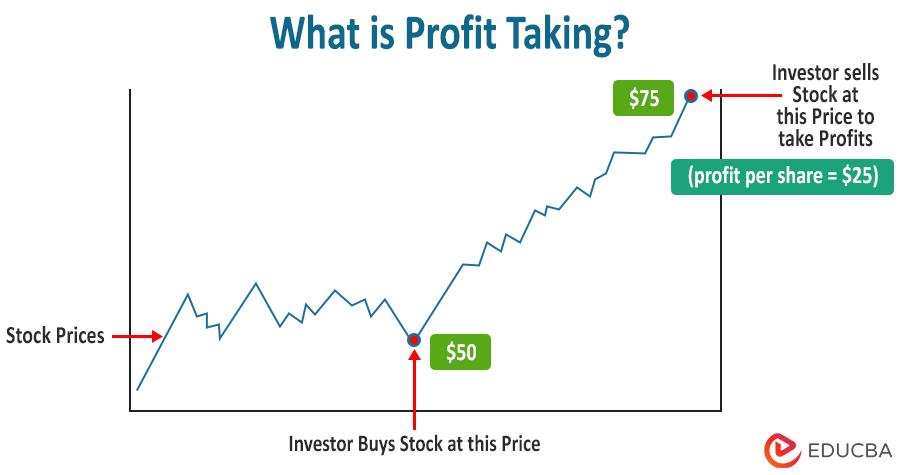 What is Profit Taking?
Investor sells
Stock at
this Price to
take Profits
$75
(profit per share = $25)
Stock Prices
$50
Investor Buys Stock at this Price
EDUCBA